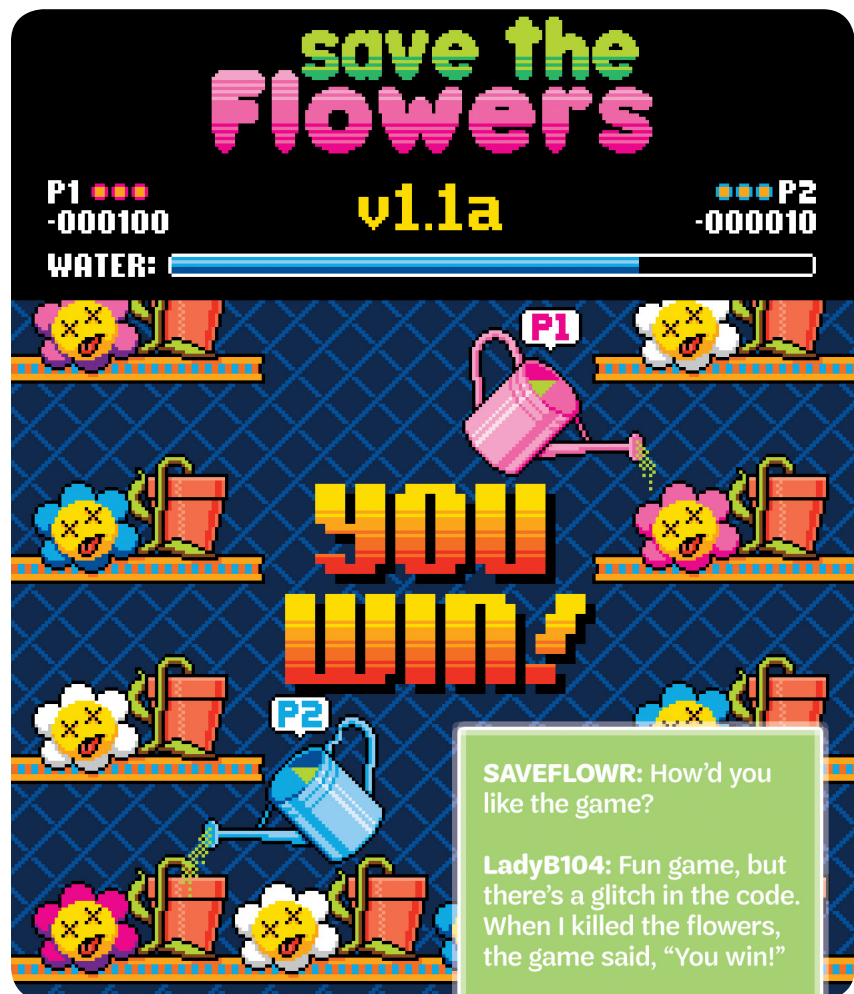 save the
Flowers
P1
-000100
v1.1a
P2
-000010
WATER:
P1
YOU
WIN!
P2
SAVEFLOWR: How’d you
like the game?
LadyB104: Fun game, but
there’s a glitch in the code.
When I killed the flowers,
the game said, “You win!”